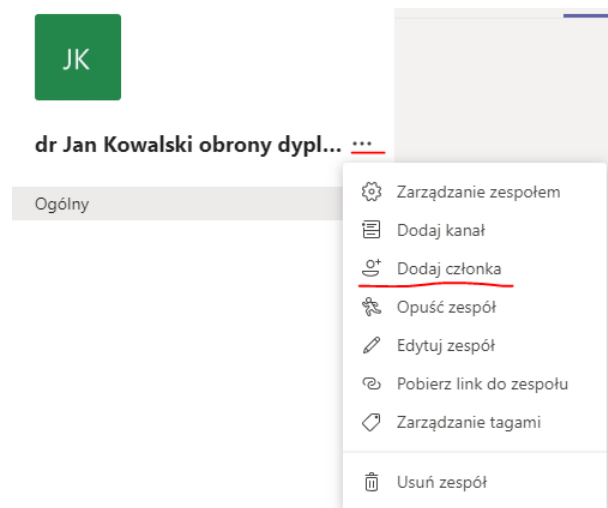 JK
dr Jan Kowalski obrony dypl... ...
Ogólny
Zarządzanie zespołem
Dodaj kanał
Dodaj członka
Opuść zespół
Edytuj zespół
Pobierz link do zespołu
Zarządzanie tagami
Usuń zespół